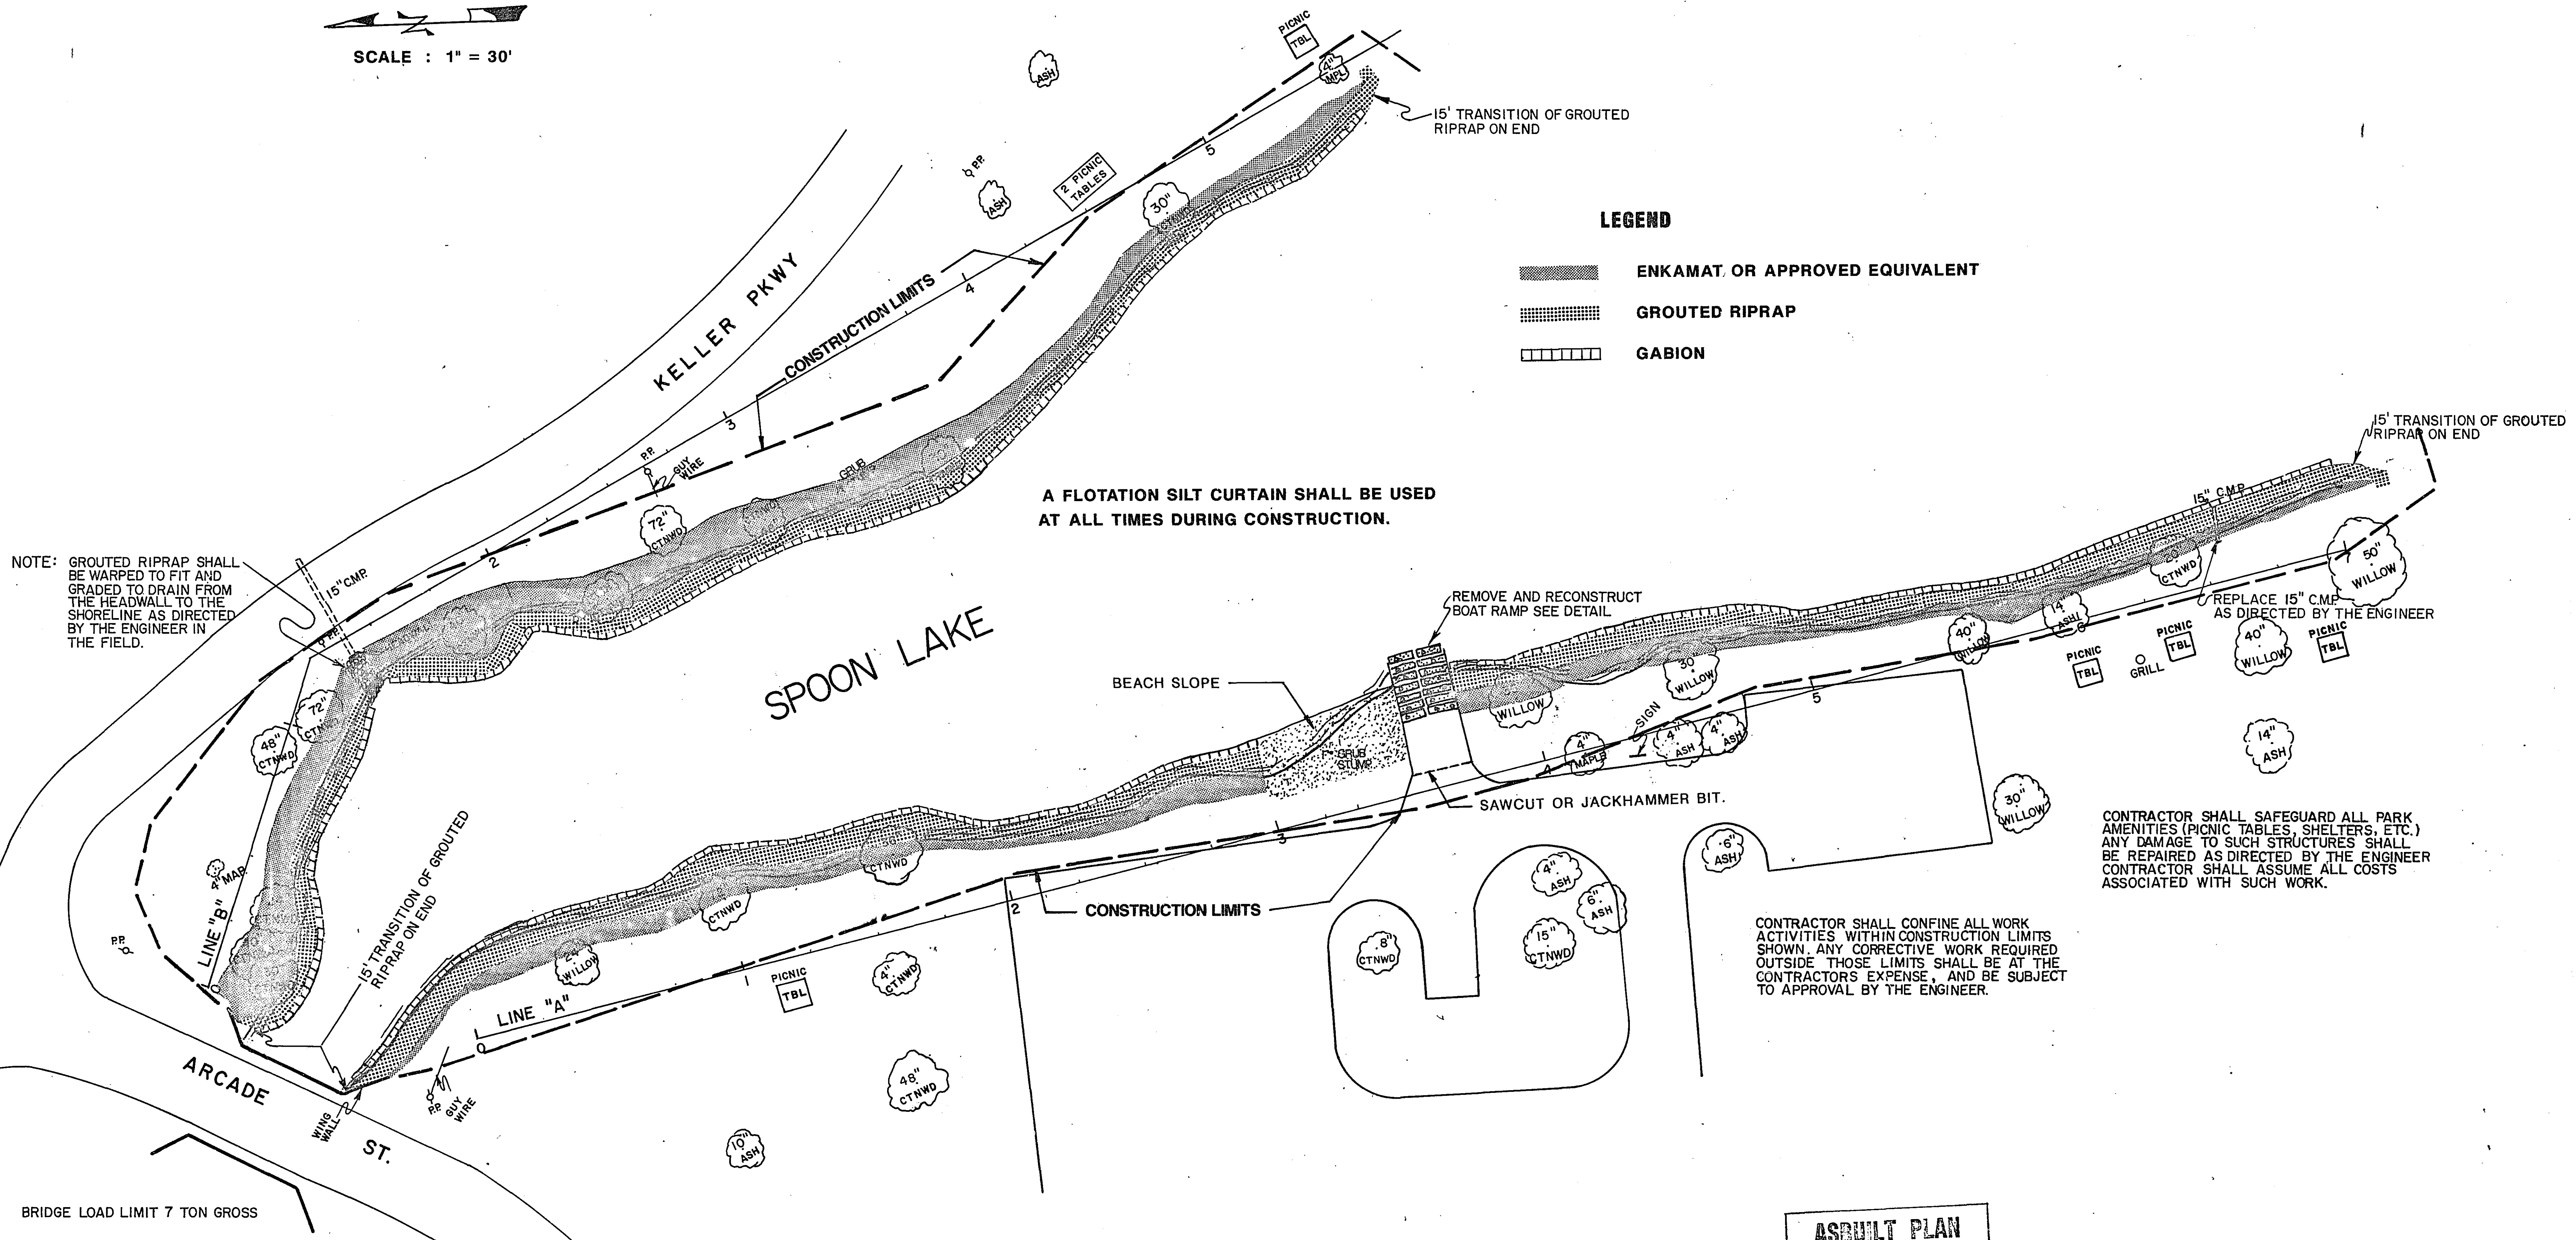 SCALE : 1" = 30'
PICNIC
TBL
4"
MPL
ASH
15' TRANSITION OF GROUTED
RIPRAP ON END
P.P.
ASH
2 PICNIC
TABLES
5
30"
CTNWD
LEGEND
ENKAMAT OR APPROVED EQUIVALENT
GROUTED RIPRAP
GABION
KELLER PKWY
CONSTRUCTION LIMITS
4
3
P.P.
GUY
WIRE
GRUB
72"
CTNWD
CTNWD
2
A FLOTATION SILT CURTAIN SHALL BE USED
AT ALL TIMES DURING CONSTRUCTION.
15' TRANSITION OF GROUTED
RIPRAP ON END
15" C.M.P.
NOTE: GROUTED RIPRAP SHALL
BE WARPED TO FIT AND
GRADED TO DRAIN FROM
THE HEADWALL TO THE
SHORELINE AS DIRECTED
BY THE ENGINEER IN
THE FIELD.
15" C.M.P.
P.P.
SPOON LAKE
REMOVE AND RECONSTRUCT
BOAT RAMP SEE DETAIL
BEACH SLOPE
GRUB
STUMP
SAWCUT OR JACKHAMMER BIT.
WILLOW
30"
WILLOW
SIGN
4"
MAPLE
4"
ASH
4"
ASH
4
5
40"
WILLOW
14"
ASH
6
CTNWD
7
50"
WILLOW
REPLACE 15" C.M.P.
AS DIRECTED BY THE ENGINEER
PICNIC
TBL
GRILL
PICNIC
TBL
40"
WILLOW
PICNIC
TBL
14"
ASH
30"
WILLOW
72"
48"
CTNWD
4" MAP.
LINE "B"
0
P.P.
15' TRANSITION OF GROUTED
RIPRAP ON END
CTNWD
CTNWD
24"
WILLOW
LINE "A"
0
1
2
3
PICNIC
TBL
4"
CTNWD
CONSTRUCTION LIMITS
48"
CTNWD
10"
ASH
8"
CTNWD
4"
ASH
6"
ASH
15"
CTNWD
6"
ASH
CONTRACTOR SHALL SAFEGUARD ALL PARK
AMENITIES (PICNIC TABLES, SHELTERS, ETC.)
ANY DAMAGE TO SUCH STRUCTURES SHALL
BE REPAIRED AS DIRECTED BY THE ENGINEER
CONTRACTOR SHALL ASSUME ALL COSTS
ASSOCIATED WITH SUCH WORK.
CONTRACTOR SHALL CONFINE ALL WORK
ACTIVITIES WITHIN CONSTRUCTION LIMITS
SHOWN. ANY CORRECTIVE WORK REQUIRED
OUTSIDE THOSE LIMITS SHALL BE AT THE
CONTRACTORS EXPENSE, AND BE SUBJECT
TO APPROVAL BY THE ENGINEER.
ARCADE ST.
WING
WALL
P.P.
GUY
WIRE
BRIDGE LOAD LIMIT 7 TON GROSS
ASBUILT PLAN